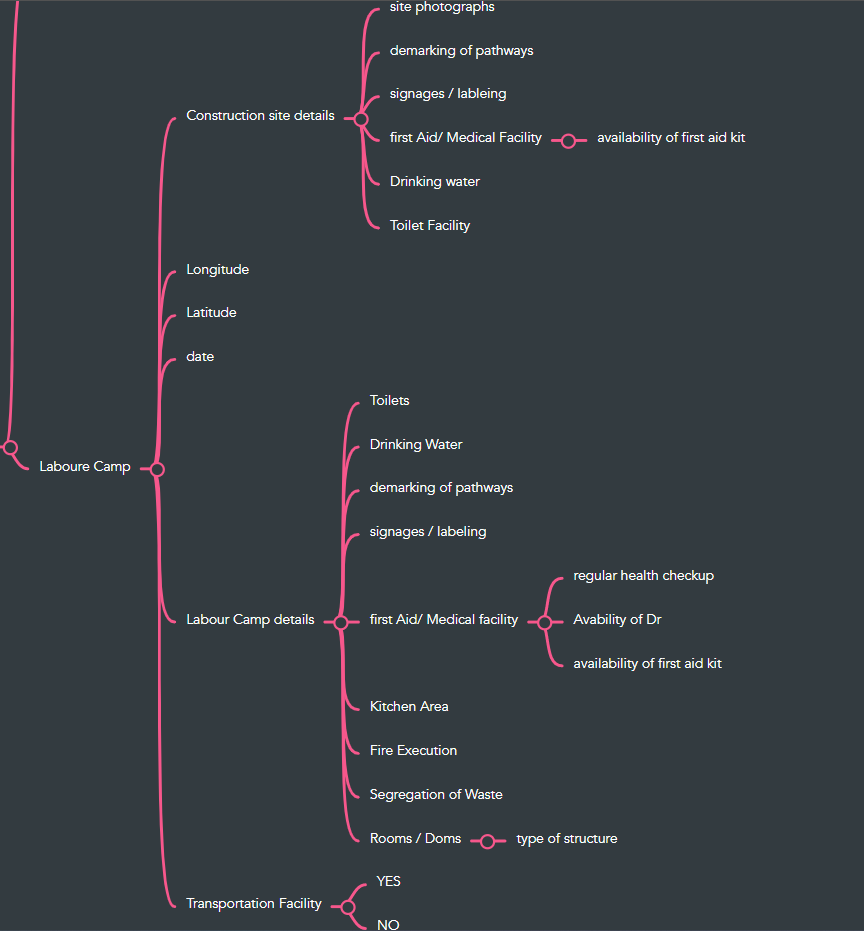 site photographs
demarking of pathways
signages / lableing
Construction site details
first Aid/ Medical Facility
availability of first aid kit
Drinking water
Toilet Facility
Longitude
Latitude
date
Toilets
Drinking Water
Laboure Camp
demarking of pathways
signages / labeling
regular health checkup
Labour Camp details
first Aid/ Medical facility
Avability of Dr
availability of first aid kit
Kitchen Area
Fire Execution
Segregation of Waste
Rooms / Doms
type of structure
YES
Transportation Facility
NO